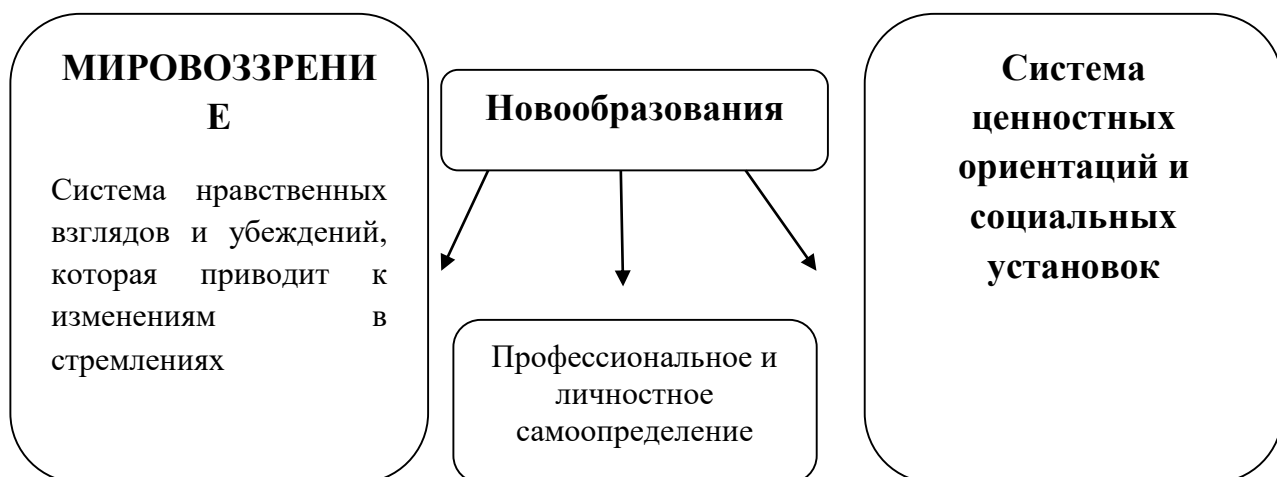 МИРОВОЗЗРЕНИ
Е
Система нравственных
взглядов и убеждений,
которая приводит к
изменениям в
стремлениях
Новообразования
Профессиональное и
личностное
самоопределение
Система
ценностных
ориентаций и
социальных
установок